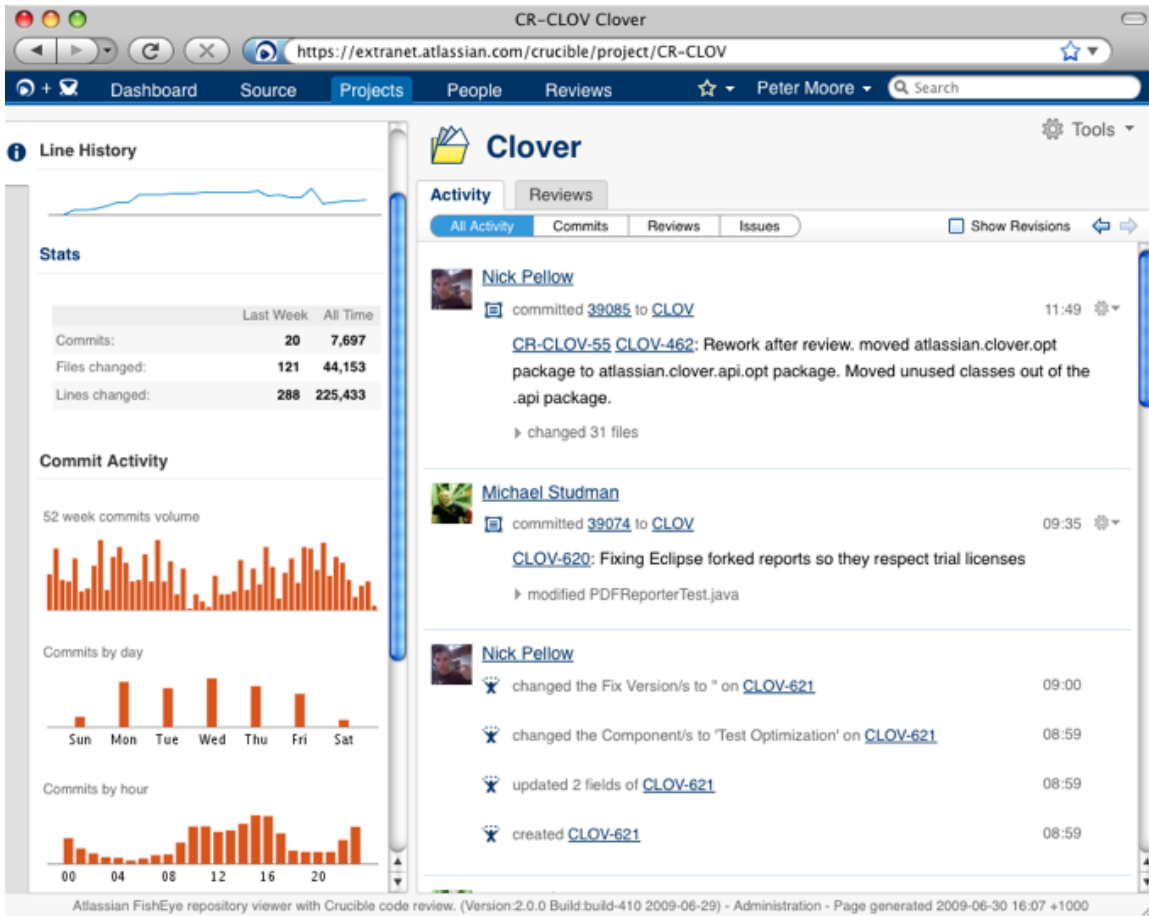 CR-CLOV Clover
https://extranet.atlassian.com/crucible/project/CR-CLOV
+ Dashboard Source Projects People Reviews Peter Moore Search
Line History
Stats
Last Week All Time
Commits: 20 7,697
Files changed: 121 44,153
Lines changed: 288 225,433
Commit Activity
52 week commits volume
Commits by day
Sun Mon Tue Wed Thu Fri Sat
Commits by hour
00 04 08 12 16 20
Clover
Tools
Activity Reviews
All Activity Commits Reviews Issues Show Revisions
Nick Pellow
committed 39085 to CLOV 11:49
CR-CLOV-55 CLOV-462: Rework after review. moved atlassian.clover.opt
package to atlassian.clover.api.opt package. Moved unused classes out of the
.api package.
changed 31 files
Michael Studman
committed 39074 to CLOV 09:35
CLOV-620: Fixing Eclipse forked reports so they respect trial licenses
modified PDFReporterTest.java
Nick Pellow
changed the Fix Version/s to '' on CLOV-621 09:00
changed the Component/s to 'Test Optimization' on CLOV-621 08:59
updated 2 fields of CLOV-621 08:59
created CLOV-621 08:59
Atlassian FishEye repository viewer with Crucible code review. (Version:2.0.0 Build:build-410 2009-06-29) - Administration - Page generated 2009-06-30 16:07 +1000